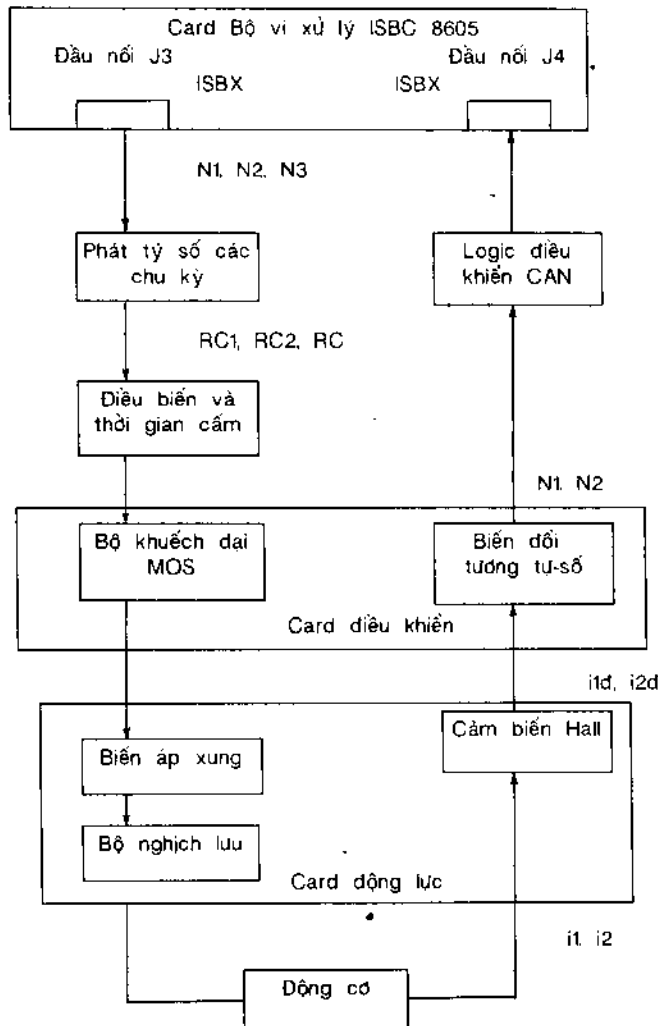 Card Bộ vi xử lý ISBC 8605
Đầu nối J3
Đầu nối J4
ISBX
ISBX
N1, N2, N3
Phát tỷ số các
chu kỳ
Logic điều
khiển CAN
RC1, RC2, RC
Điều biến và
thời gian cấm
N1, N2
Bộ khuếch đại
MOS
Biến đổi
tương tự-số
Card điều khiển
i1đ, i2đ
Biến áp xung
Cảm biến Hall
Bộ nghịch lưu
Card động lực
i1, i2
Động cơ